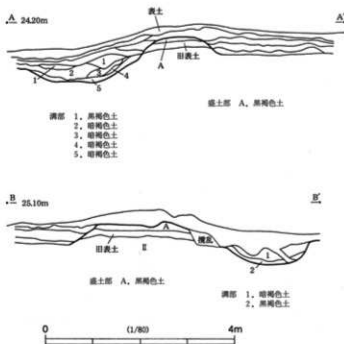 A 24.20m 表土 A'
1 2 1 3 4 5 A 旧表土
盛土部 A, 黒褐色土
溝部 1, 黒褐色土
2, 暗褐色土
3, 暗褐色土
4, 暗褐色土
5, 暗褐色土
B 25.10m B'
A 旧表土 II 攪乱 1 2
盛土部 A, 黒褐色土
溝部 1, 暗褐色土
2, 黒褐色土
0 (1/80) 4m